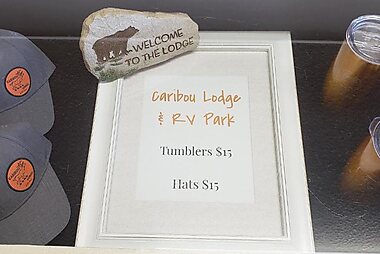 WELCOME
TO THE LODGE
Caribou Lodge
& RV Park
Tumblers $15
Hats $15